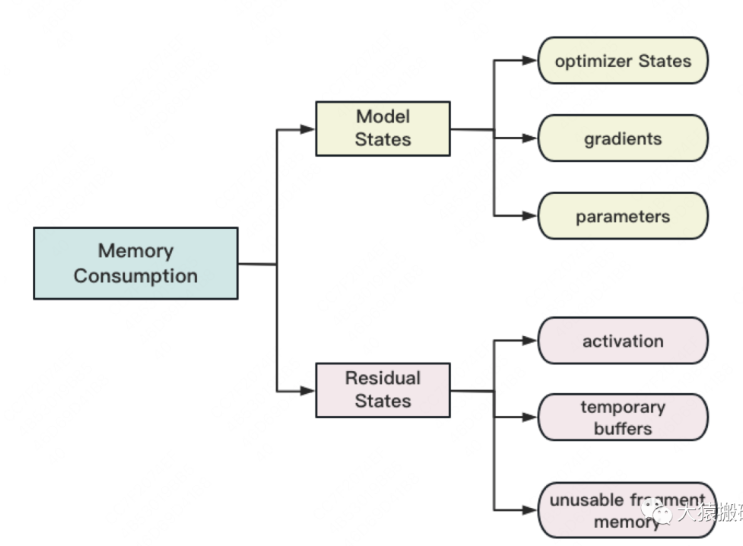 optimizer States
Model
States
gradients
parameters
Memory
Consumption
activation
Residual
States
temporary
buffers
unusable fragment
memory
大猿搬